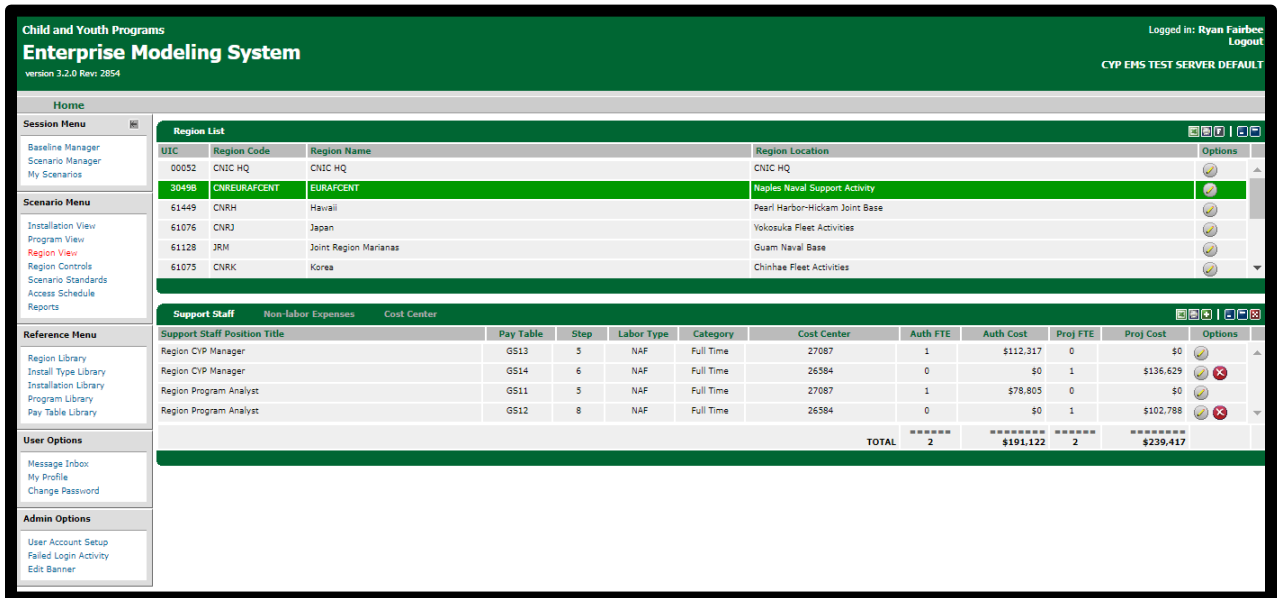 Child and Youth Programs
Enterprise Modeling System
version 3.2.0 Rev: 2854
Logged in: Ryan Fairbee
Logout
CYP EMS TEST SERVER DEFAULT
Home
Session Menu
Baseline Manager
Scenario Manager
My Scenarios
Scenario Menu
Installation View
Program View
Region View
Region Controls
Scenario Standards
Access Schedule
Reports
Reference Menu
Region Library
Install Type Library
Installation Library
Program Library
Pay Table Library
User Options
Message Inbox
My Profile
Change Password
Admin Options
User Account Setup
Failed Login Activity
Edit Banner
Region List
UIC Region Code Region Name Region Location Options
00052 CNIC HQ CNIC HQ CNIC HQ
3049B CNREURAFCENT EURAFCENT Naples Naval Support Activity
61449 CNRH Hawaii Pearl Harbor-Hickam Joint Base
61076 CNRJ Japan Yokosuka Fleet Activities
61128 JRM Joint Region Marianas Guam Naval Base
61075 CNRK Korea Chinhae Fleet Activities
Support Staff Non-labor Expenses Cost Center
Support Staff Position Title Pay Table Step Labor Type Category Cost Center Auth FTE Auth Cost Proj FTE Proj Cost Options
Region CYP Manager GS13 5 NAF Full Time 27087 1 $112,317 0 $0
Region CYP Manager GS14 6 NAF Full Time 26584 0 $0 1 $136,629
Region Program Analyst GS11 5 NAF Full Time 27087 1 $78,805 0 $0
Region Program Analyst GS12 8 NAF Full Time 26584 0 $0 1 $102,788
====== ======== ====== ========
TOTAL 2 $191,122 2 $239,417